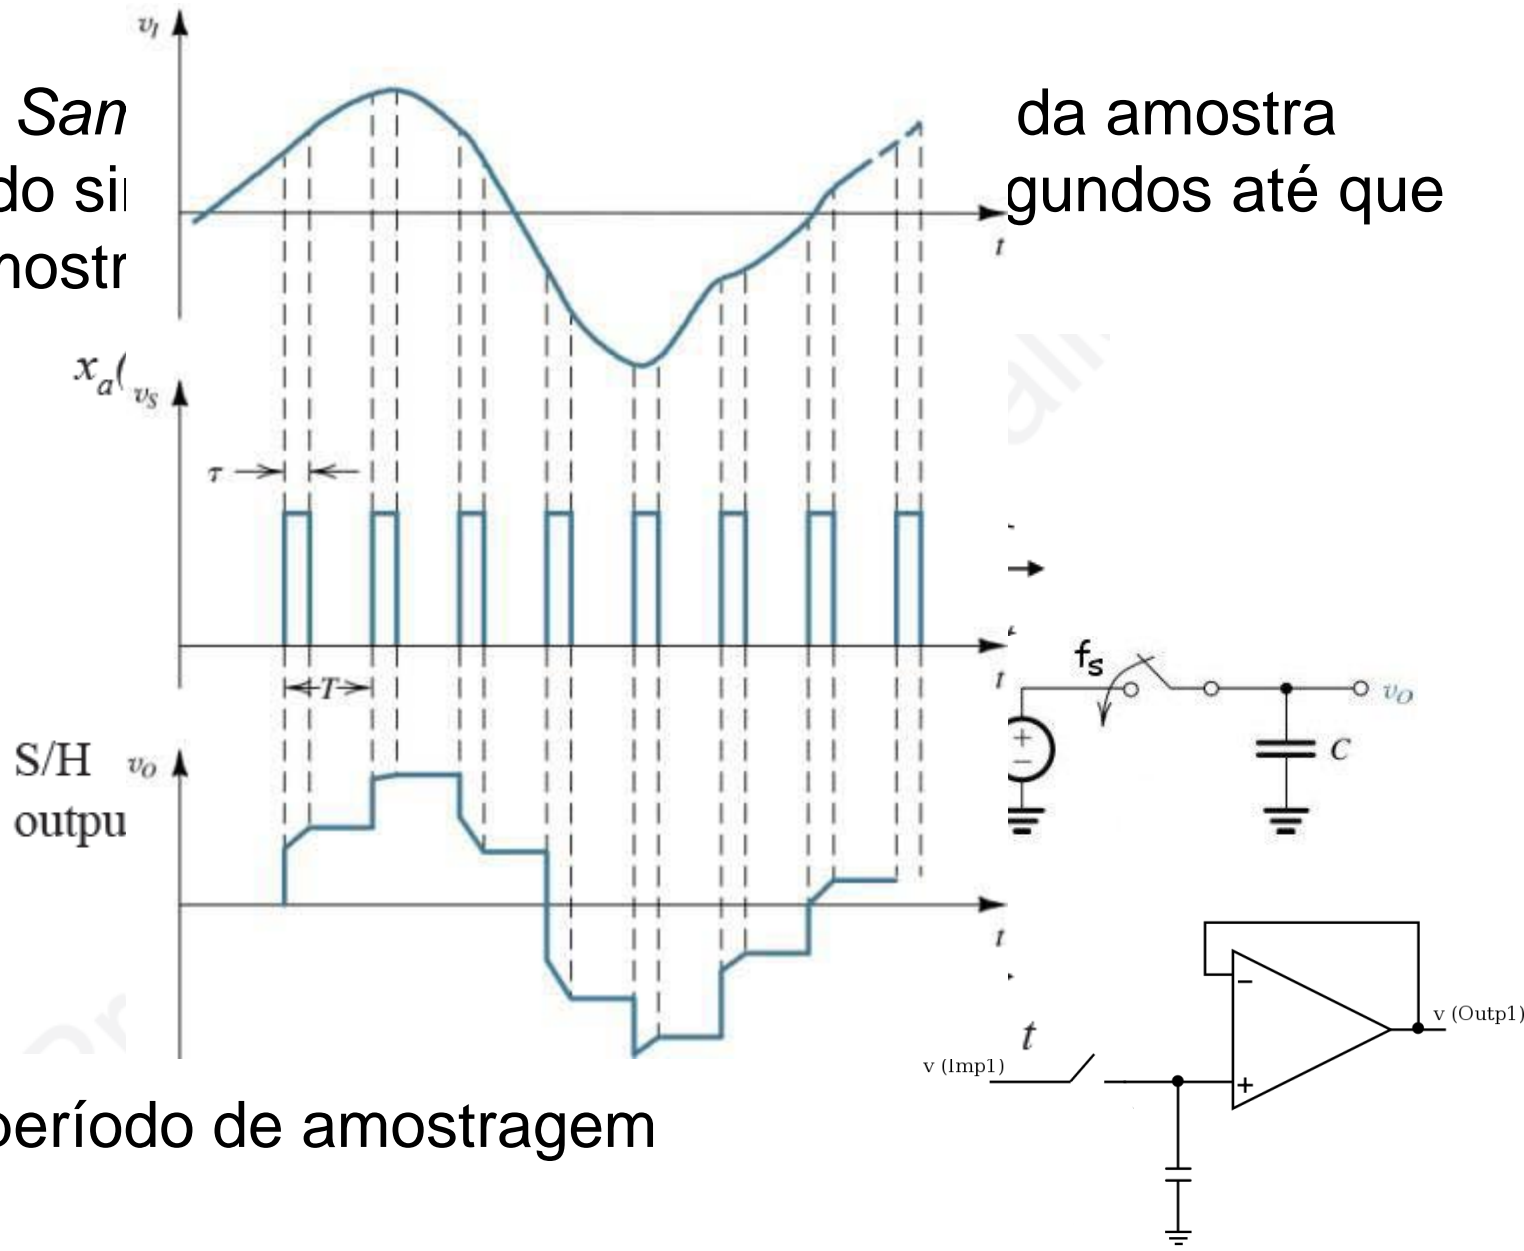 v_I
San da amostra
do si gundos até que
mostr
t
x_a(
v_S
τ
f_s
T
t
+
−
v_O
C
S/H
v_O
outpu
t
−
v (Outp1)
t
v (Imp1)
+
período de amostragem